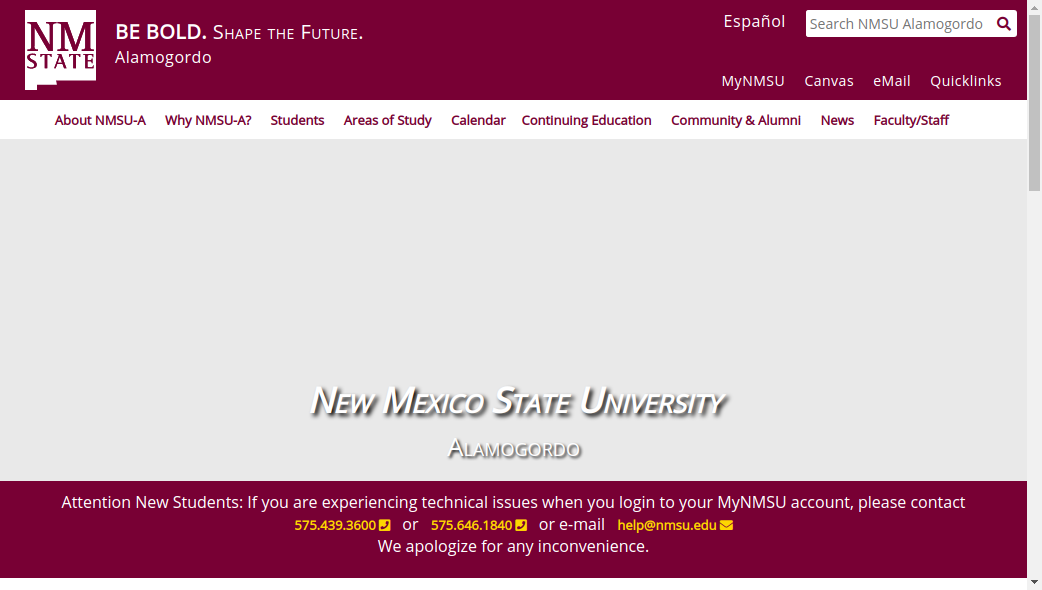 NM
STATE
BE BOLD. Shape the Future.
Alamogordo
Español
Search NMSU Alamogordo
MyNMSU Canvas eMail Quicklinks
About NMSU-A Why NMSU-A? Students Areas of Study Calendar Continuing Education Community & Alumni News Faculty/Staff
New Mexico State University
Alamogordo
Attention New Students: If you are experiencing technical issues when you login to your MyNMSU account, please contact
575.439.3600 or 575.646.1840 or e-mail help@nmsu.edu
We apologize for any inconvenience.